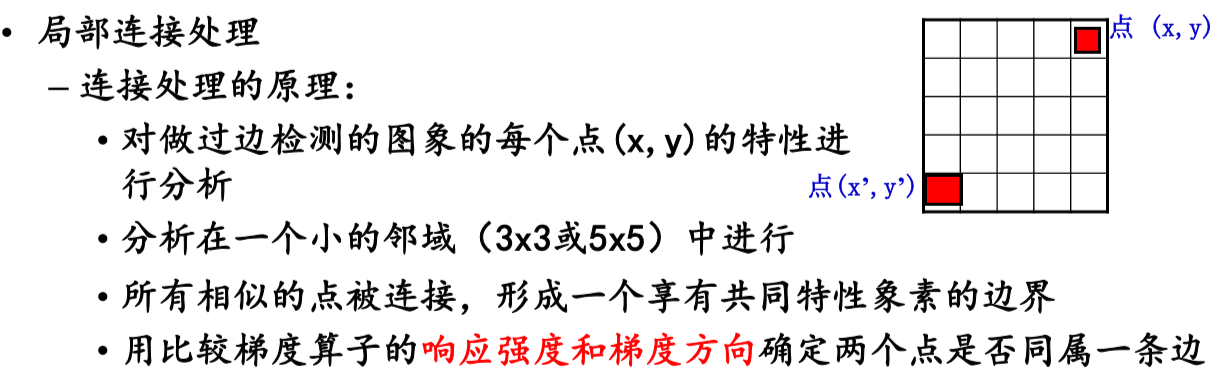 • 局部连接处理
点 (x,y)
– 连接处理的原理：
• 对做过边检测的图象的每个点(x,y)的特性进
行分析
点(x’,y’)
• 分析在一个小的邻域（3x3或5x5）中进行
• 所有相似的点被连接，形成一个享有共同特性象素的边界
• 用比较梯度算子的响应强度和梯度方向确定两个点是否同属一条边